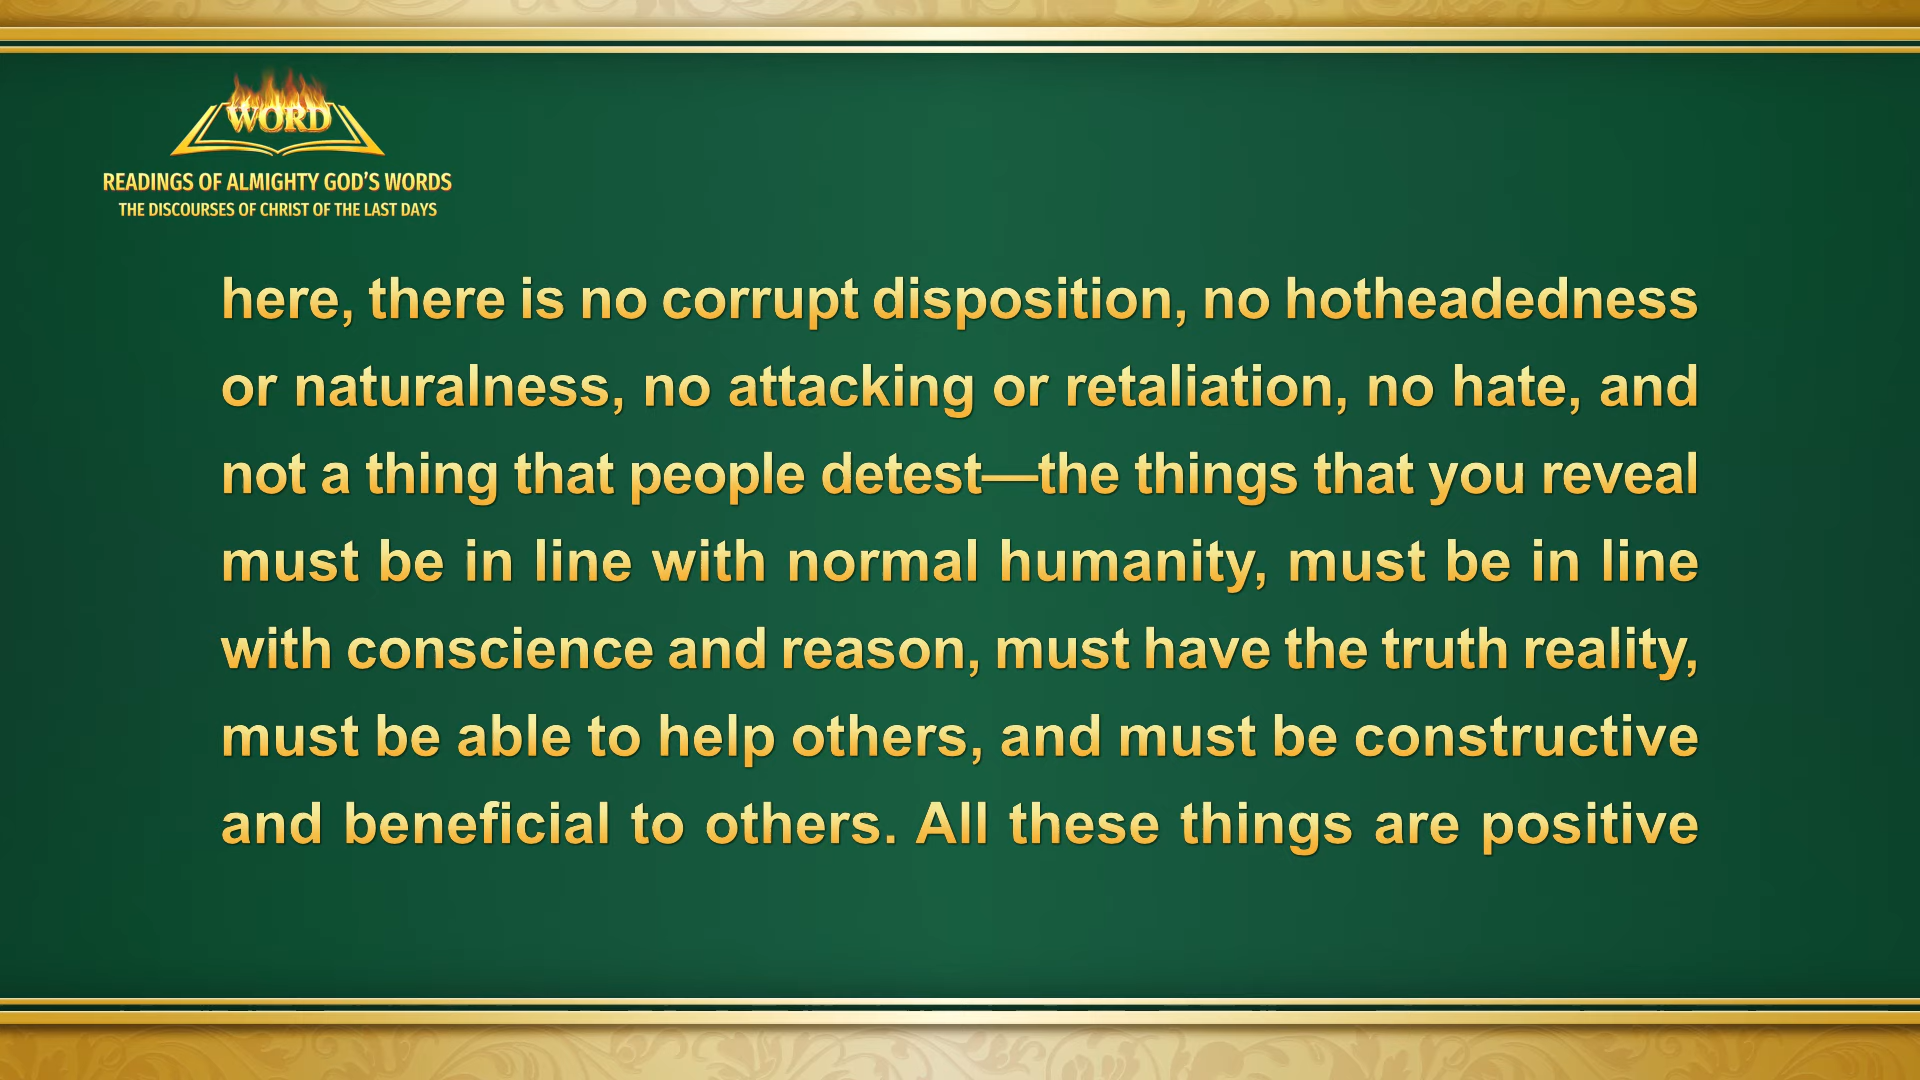 WORD
READINGS OF ALMIGHTY GOD'S WORDS
THE DISCOURSES OF CHRIST OF THE LAST DAYS
here, there is no corrupt disposition, no hotheadedness
or naturalness, no attacking or retaliation, no hate, and
not a thing that people detest—the things that you reveal
must be in line with normal humanity, must be in line
with conscience and reason, must have the truth reality,
must be able to help others, and must be constructive
and beneficial to others. All these things are positive